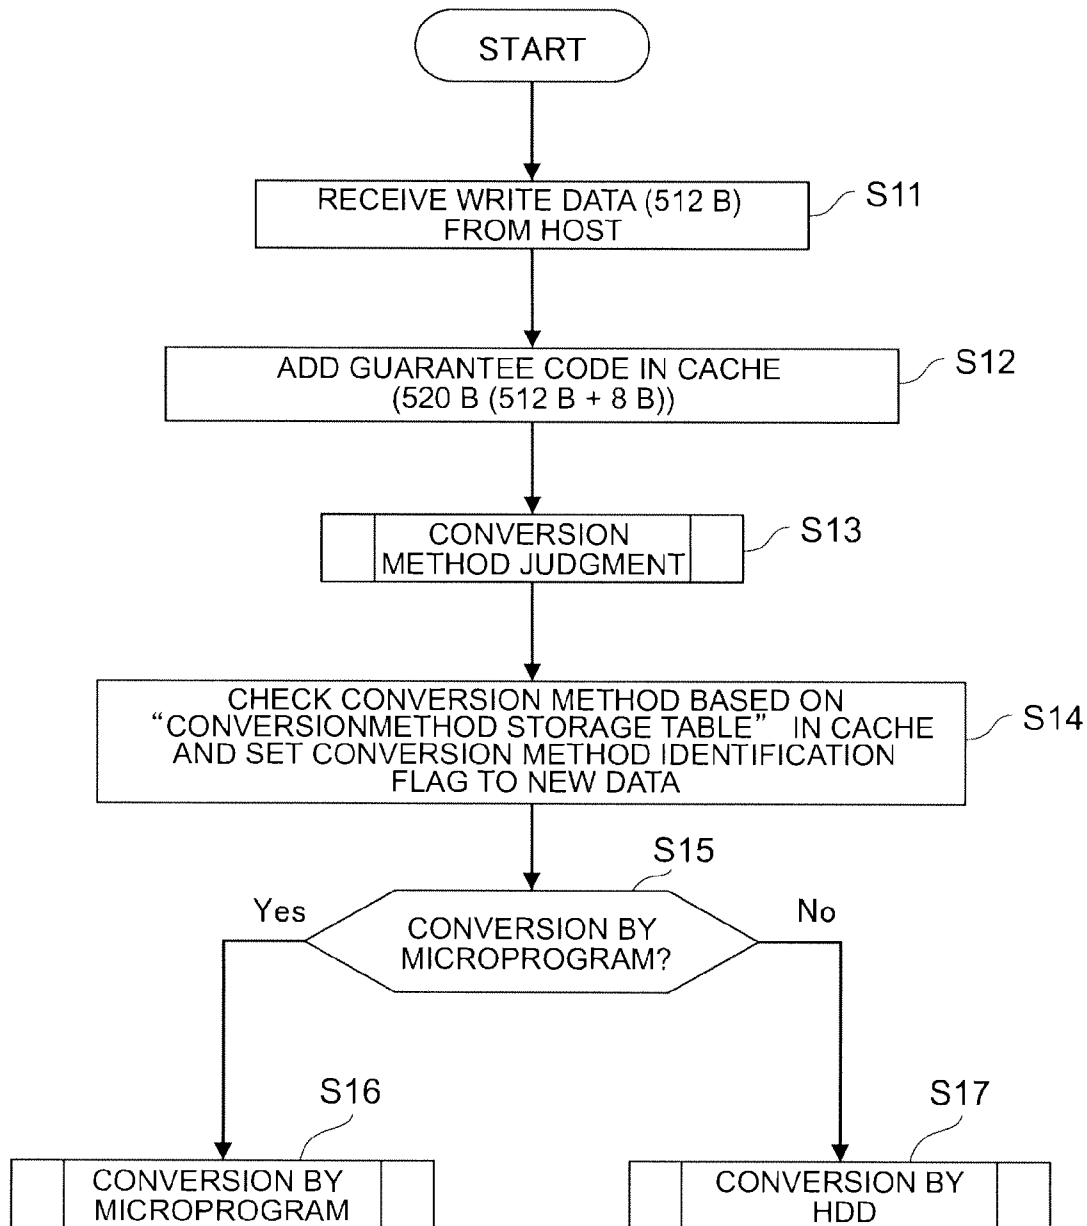 START
RECEIVE WRITE DATA (512 B)
FROM HOST
S11
ADD GUARANTEE CODE IN CACHE
(520 B (512 B + 8 B))
S12
CONVERSION
METHOD JUDGMENT
S13
CHECK CONVERSION METHOD BASED ON
“CONVERSIONMETHOD STORAGE TABLE” IN CACHE
AND SET CONVERSION METHOD IDENTIFICATION
FLAG TO NEW DATA
S14
S15
Yes
CONVERSION BY
MICROPROGRAM?
No
S16
CONVERSION BY
MICROPROGRAM
S17
CONVERSION BY
HDD